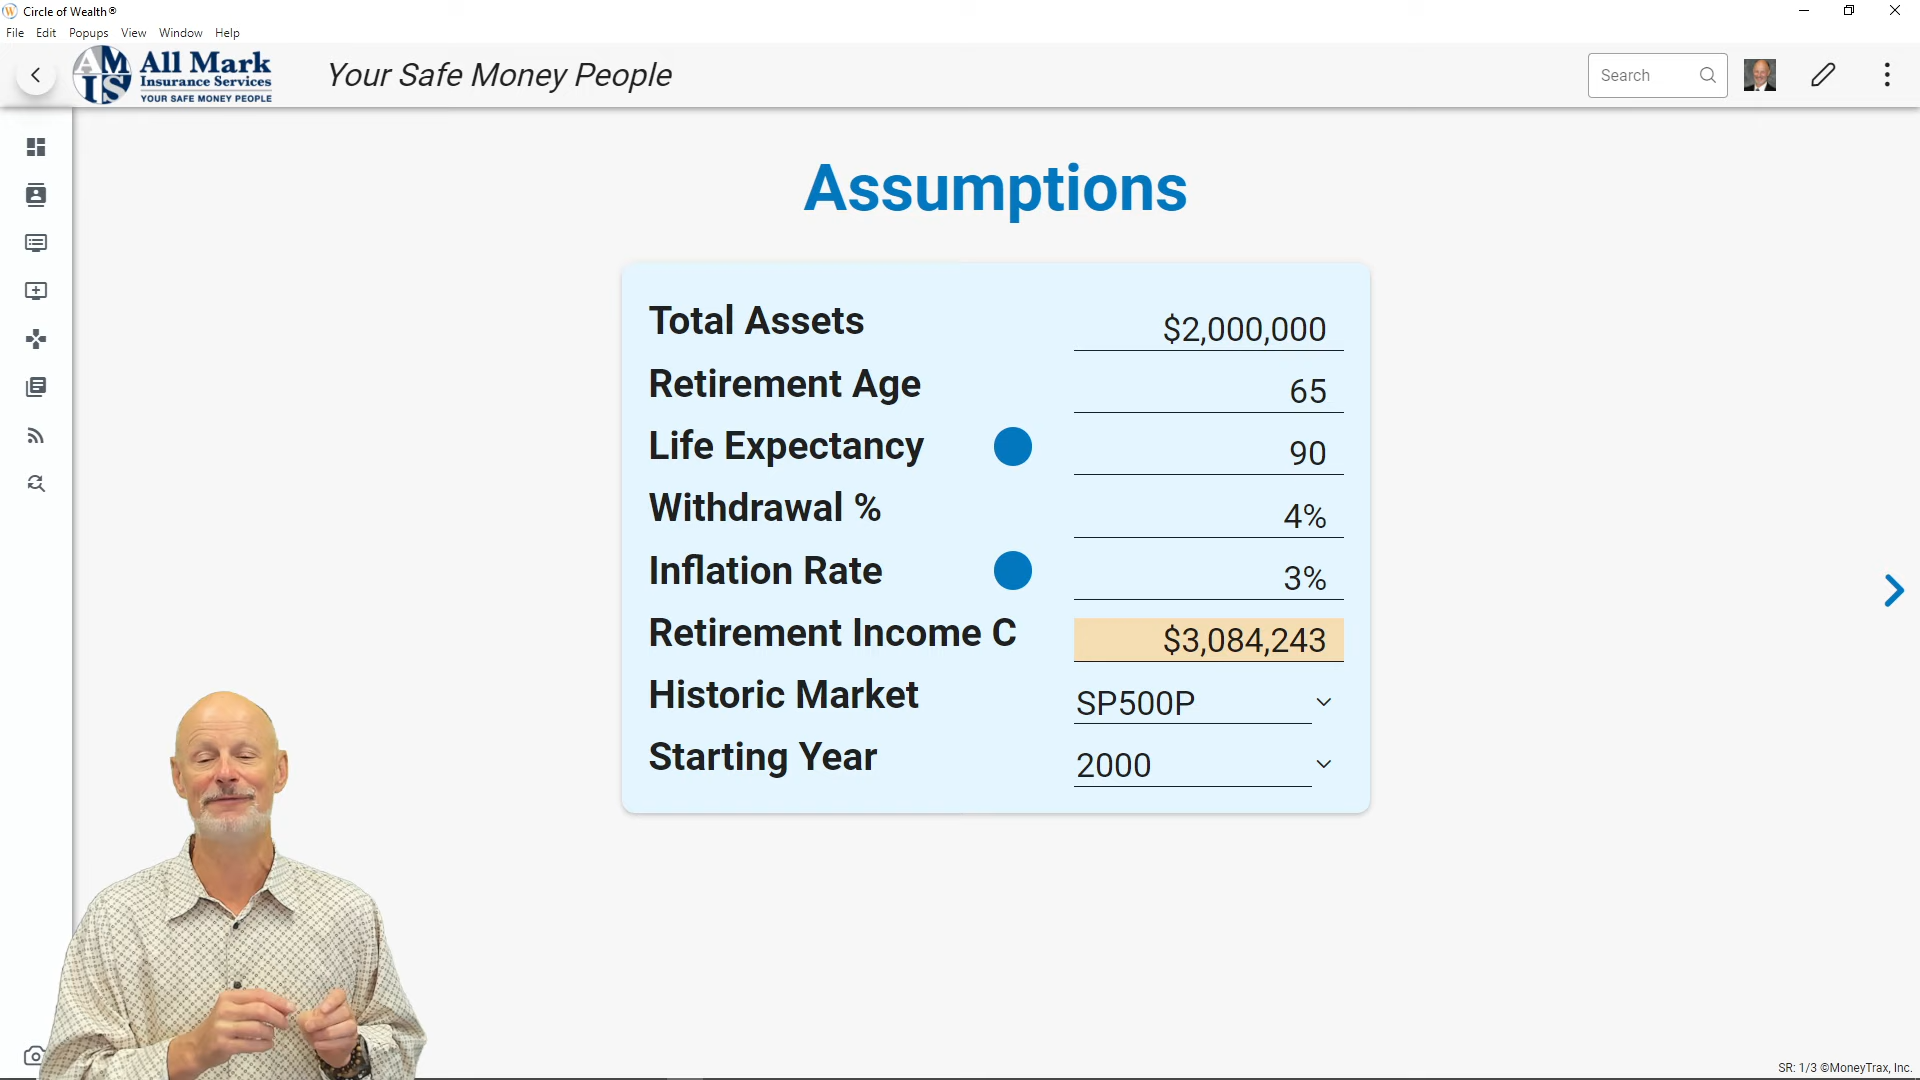 Circle of Wealth®
File Edit Popups View Window Help
AMIS
All Mark
Insurance Services
YOUR SAFE MONEY PEOPLE
Your Safe Money People
Search
Assumptions
Total Assets $2,000,000
Retirement Age 65
Life Expectancy 90
Withdrawal % 4%
Inflation Rate 3%
Retirement Income C $3,084,243
Historic Market SP500P
Starting Year 2000
SR: 1/3 ©MoneyTrax, Inc.